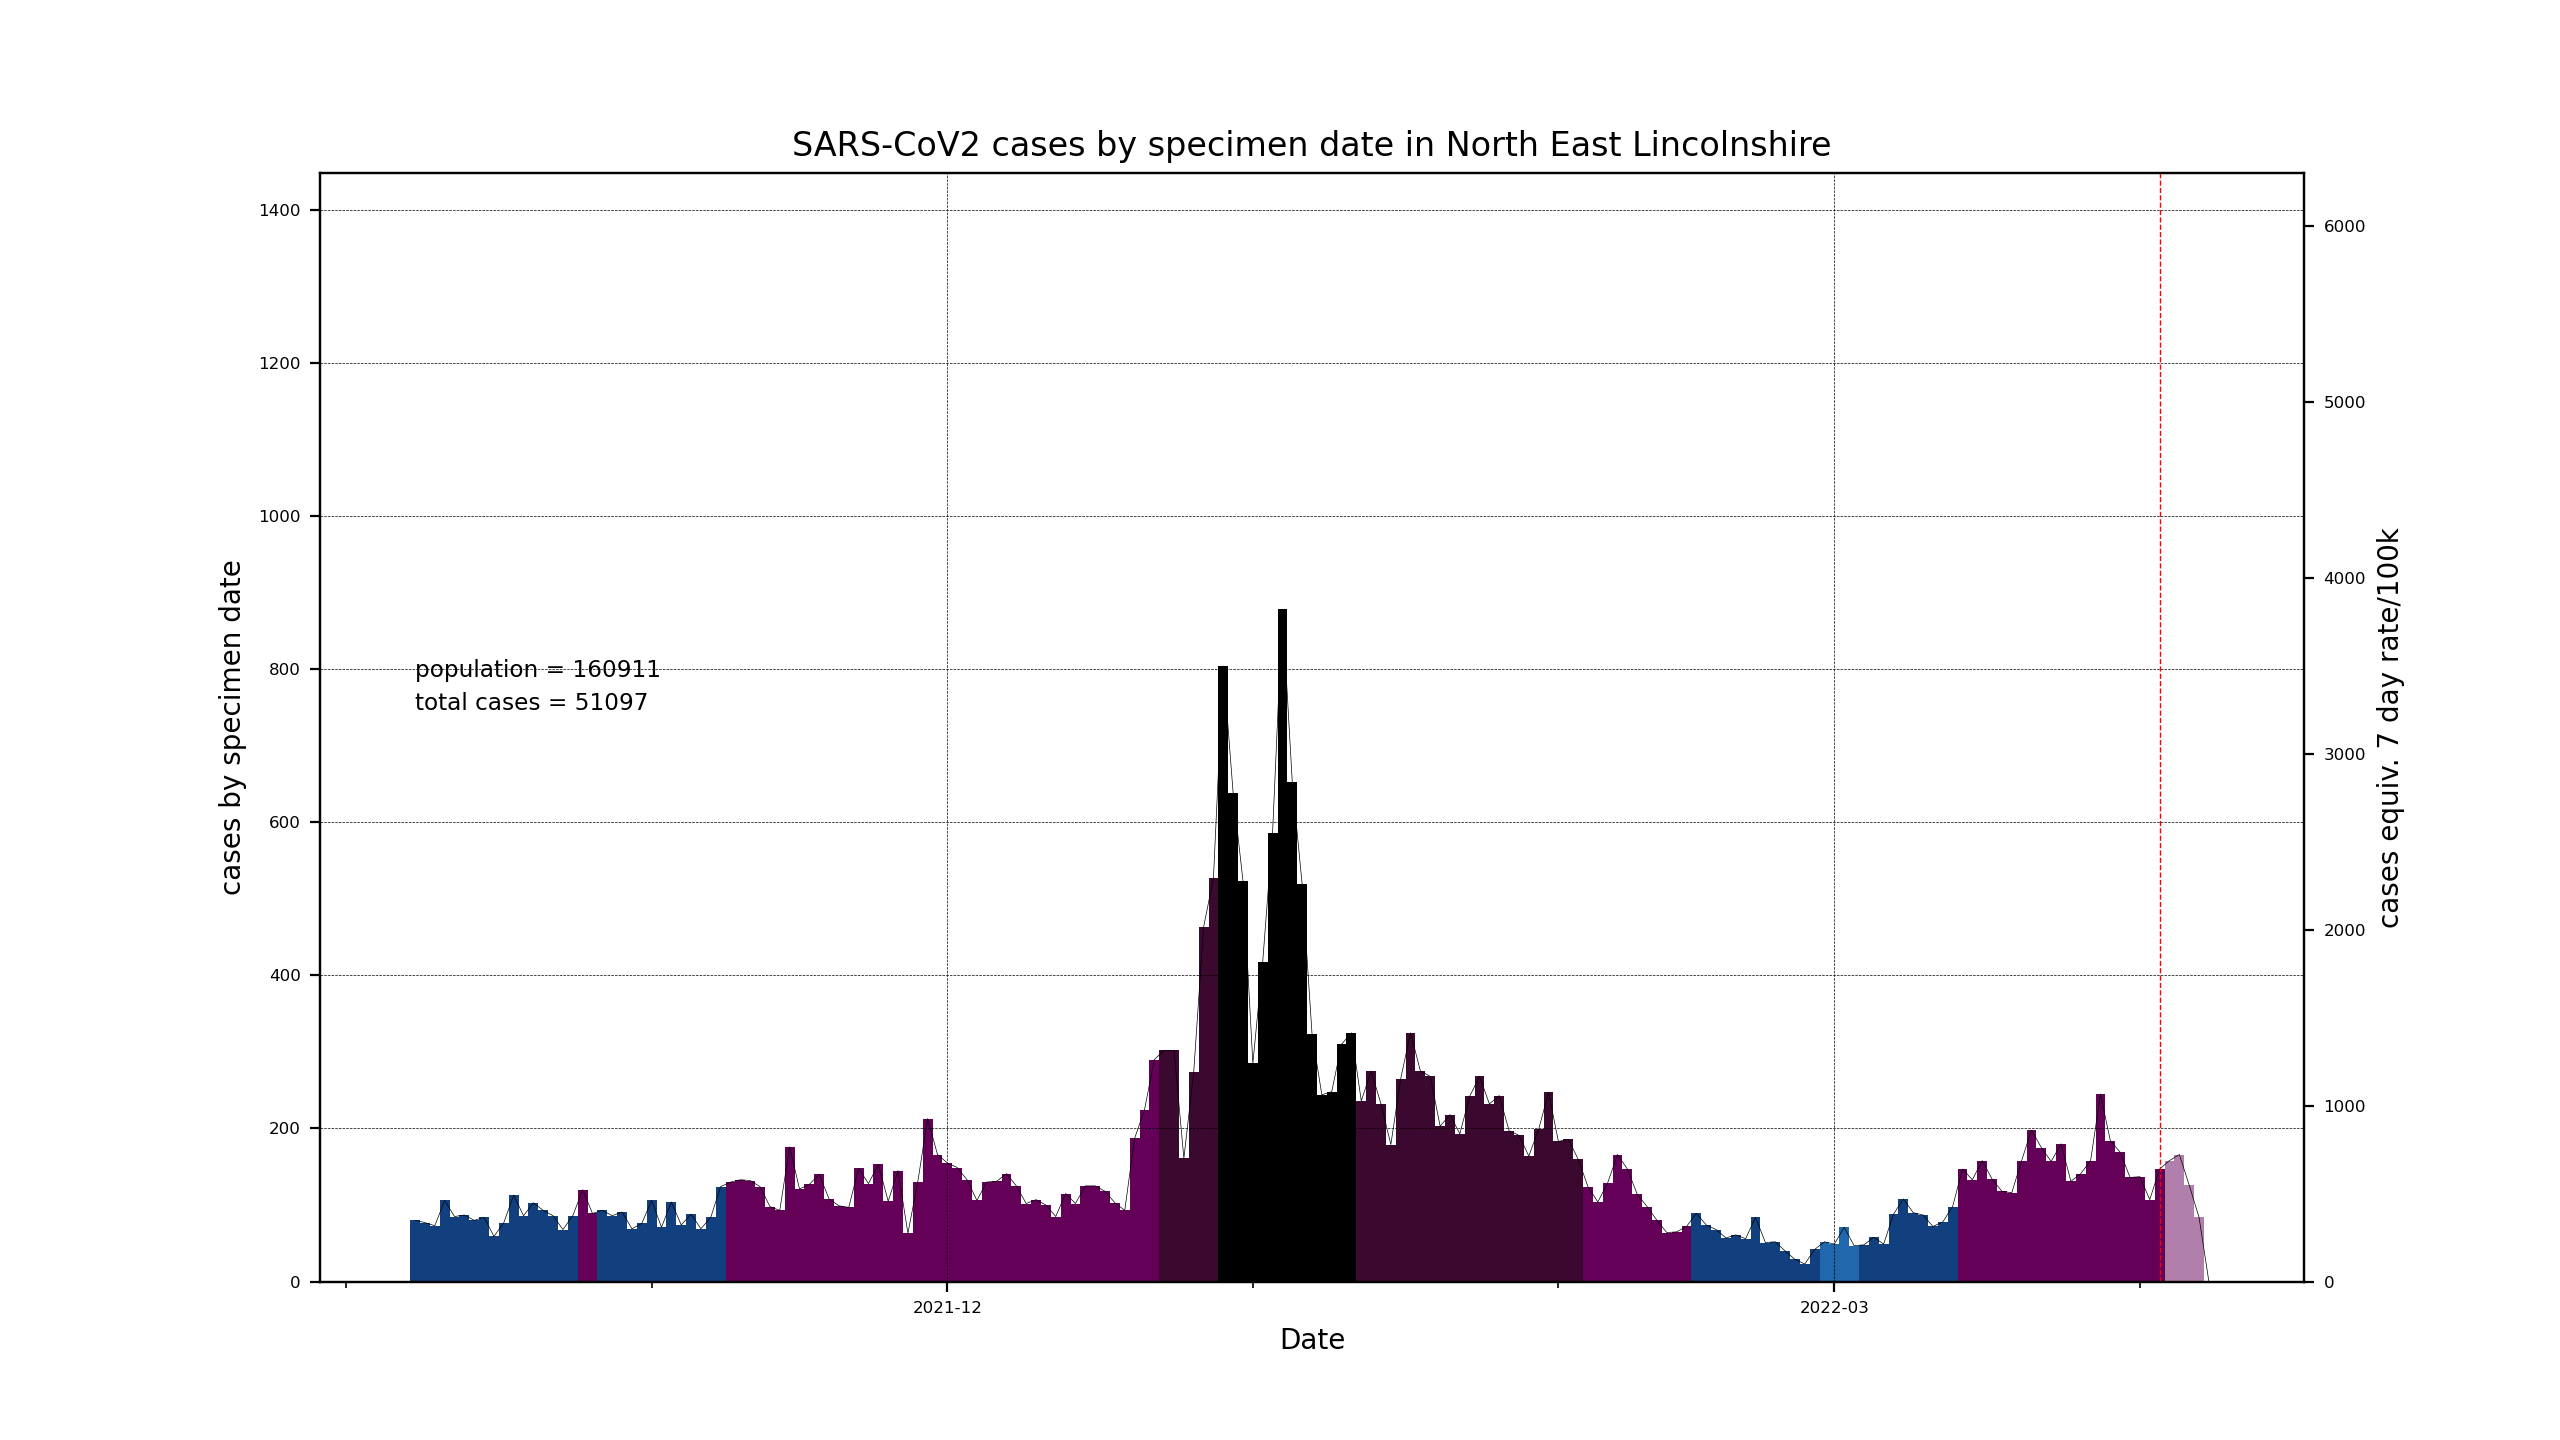 SARS-CoV2 cases by specimen date in North East Lincolnshire
1400
1200
1000
800
600
400
200
0
cases by specimen date
population = 160911
total cases = 51097
6000
5000
4000
3000
2000
1000
0
cases equiv. 7 day rate/100k
2021-12
2022-03
Date